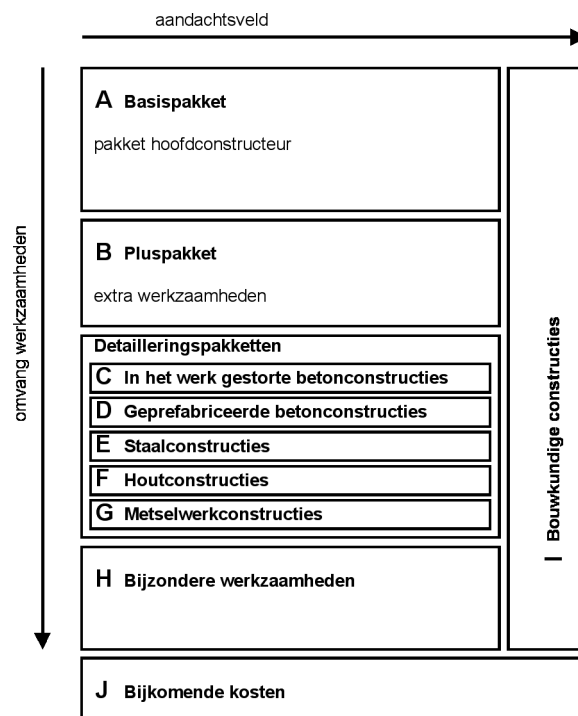 aandachtsveld
omvang werkzaamheden
A Basispakket
pakket hoofdconstructeur
B Pluspakket
extra werkzaamheden
Detailleringspakketten
C In het werk gestorte betonconstructies
D Geprefabriceerde betonconstructies
E Staalconstructies
F Houtconstructies
G Metselwerkconstructies
H Bijzondere werkzaamheden
I Bouwkundige constructies
J Bijkomende kosten